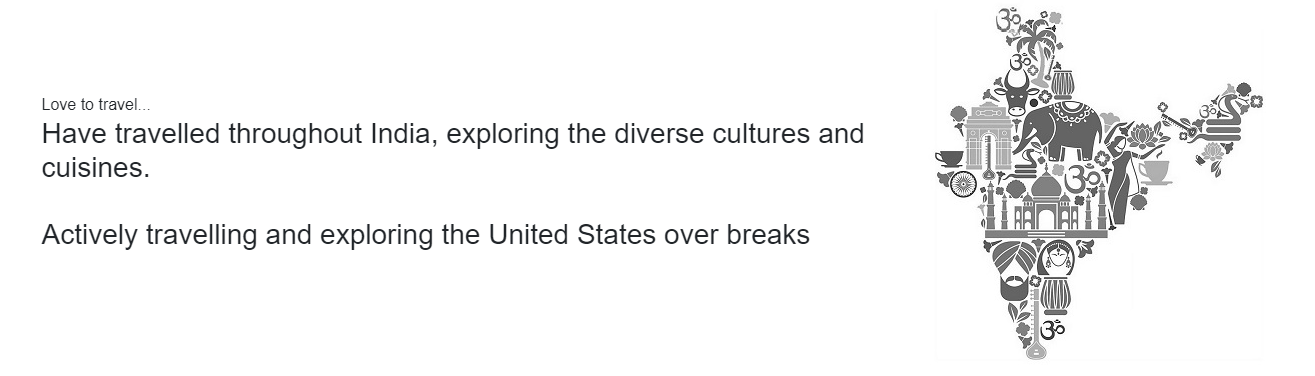 Love to travel...
Have travelled throughout India, exploring the diverse cultures and
cuisines.
Actively travelling and exploring the United States over breaks
ॐ
ॐ
ॐ
ॐ
ॐ